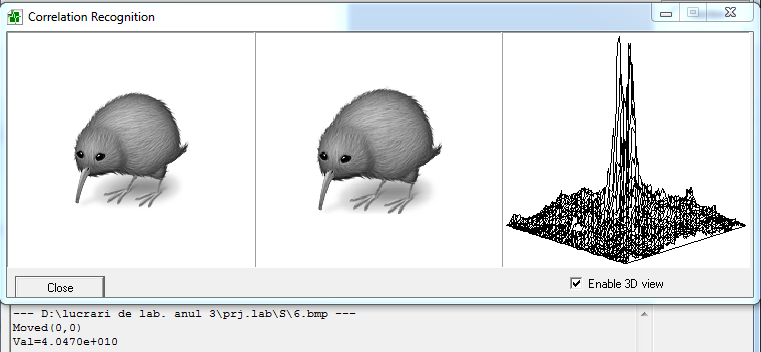 Correlation Recognition
Close
Enable 3D view
--- D:\lucrari de lab. anul 3\prj.lab\S\6.bmp ---
Moved(0,0)
Val=4.0470e+010